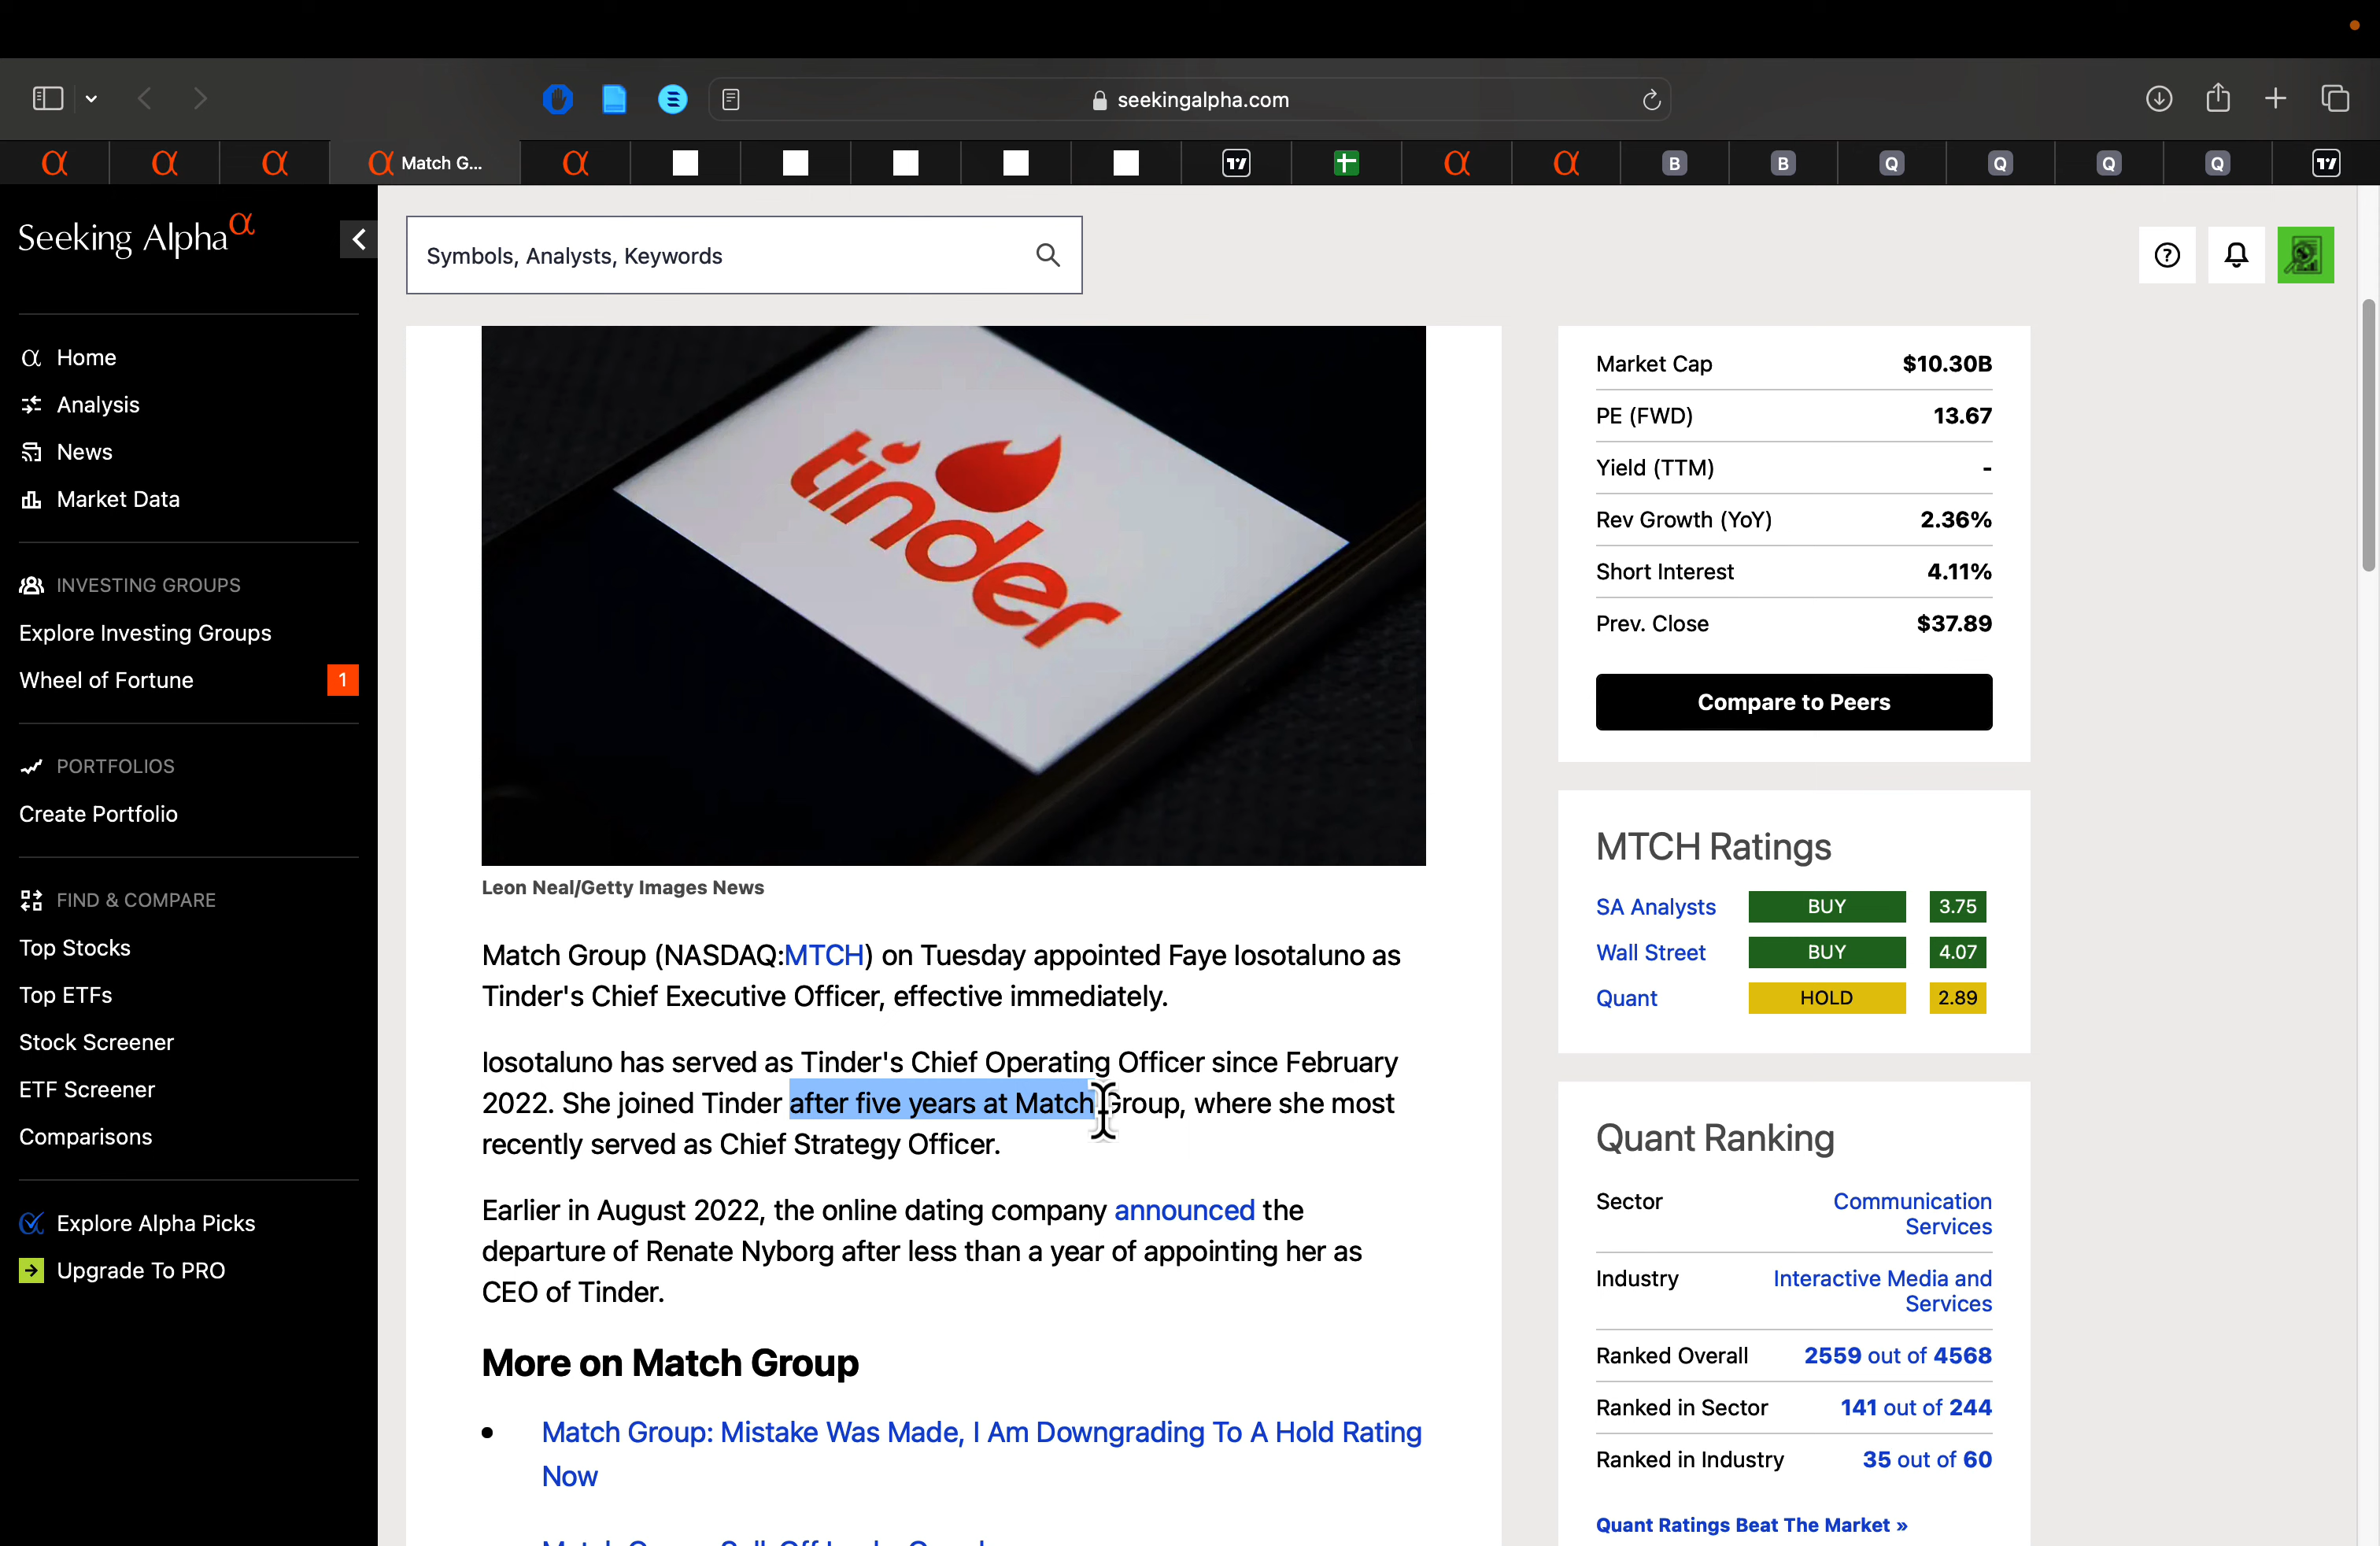 seekingalpha.com
Match G...
B
B
Q
Q
Q
Q
Seeking Alpha α
Symbols, Analysts, Keywords
Home
Analysis
News
Market Data
INVESTING GROUPS
Explore Investing Groups
Wheel of Fortune 1
PORTFOLIOS
Create Portfolio
FIND & COMPARE
Top Stocks
Top ETFs
Stock Screener
ETF Screener
Comparisons
Explore Alpha Picks
Upgrade To PRO
tinder
Leon Neal/Getty Images News
Match Group (NASDAQ:MTCH) on Tuesday appointed Faye Iosotaluno as
Tinder's Chief Executive Officer, effective immediately.
Iosotaluno has served as Tinder's Chief Operating Officer since February
2022. She joined Tinder after five years at Match Group, where she most
recently served as Chief Strategy Officer.
Earlier in August 2022, the online dating company announced the
departure of Renate Nyborg after less than a year of appointing her as
CEO of Tinder.
More on Match Group
• Match Group: Mistake Was Made, I Am Downgrading To A Hold Rating
Now
Market Cap $10.30B
PE (FWD) 13.67
Yield (TTM) -
Rev Growth (YoY) 2.36%
Short Interest 4.11%
Prev. Close $37.89
Compare to Peers
MTCH Ratings
SA Analysts BUY 3.75
Wall Street BUY 4.07
Quant HOLD 2.89
Quant Ranking
Sector Communication
Services
Industry Interactive Media and
Services
Ranked Overall 2559 out of 4568
Ranked in Sector 141 out of 244
Ranked in Industry 35 out of 60
Quant Ratings Beat The Market »